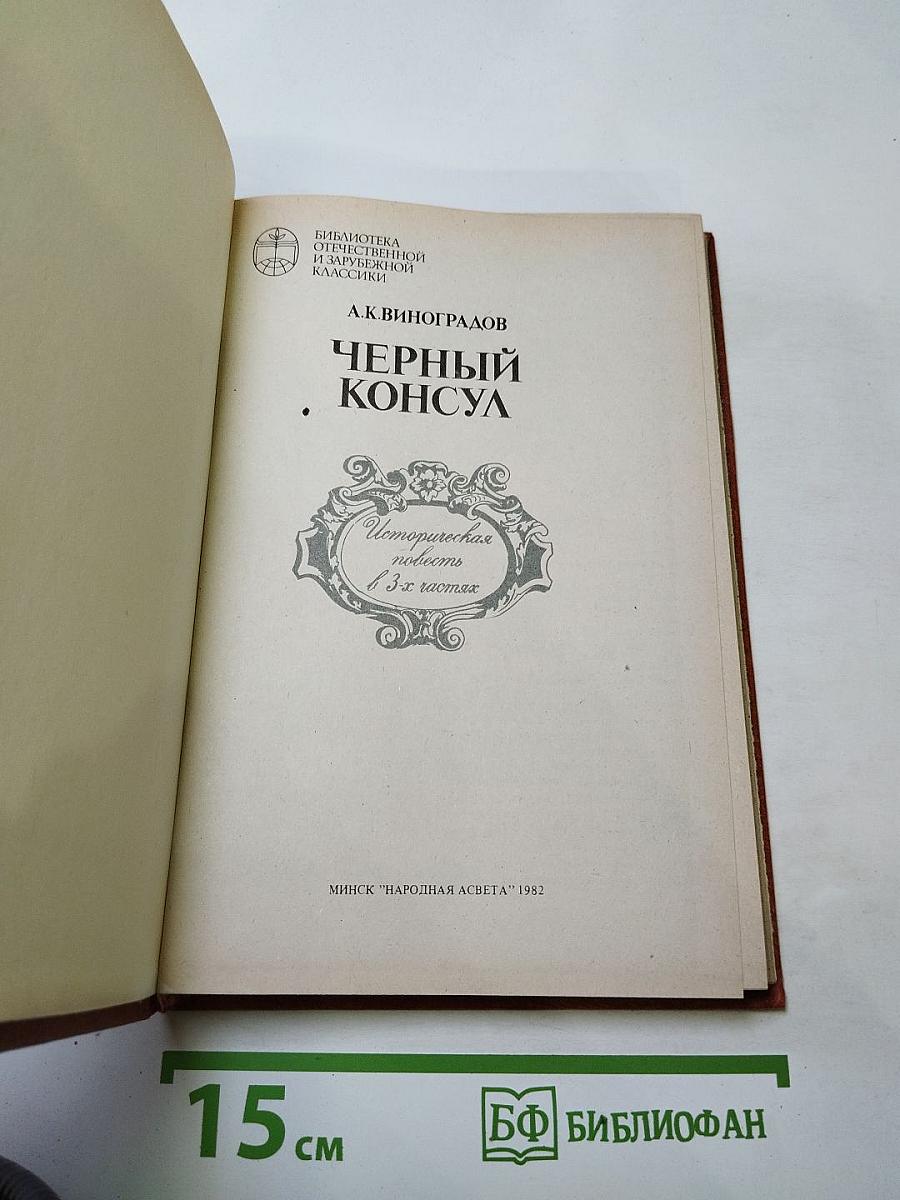 БИБЛИОТЕКА
ОТЕЧЕСТВЕННОЙ
И ЗАРУБЕЖНОЙ
КЛАССИКИ
А.К.ВИНОГРАДОВ
ЧЕРНЫЙ
КОНСУЛ
Историческая
повесть
в 3-х частях
МИНСК "НАРОДНАЯ АСВЕТА" 1982
15 см
БФ БИБЛИОФАН